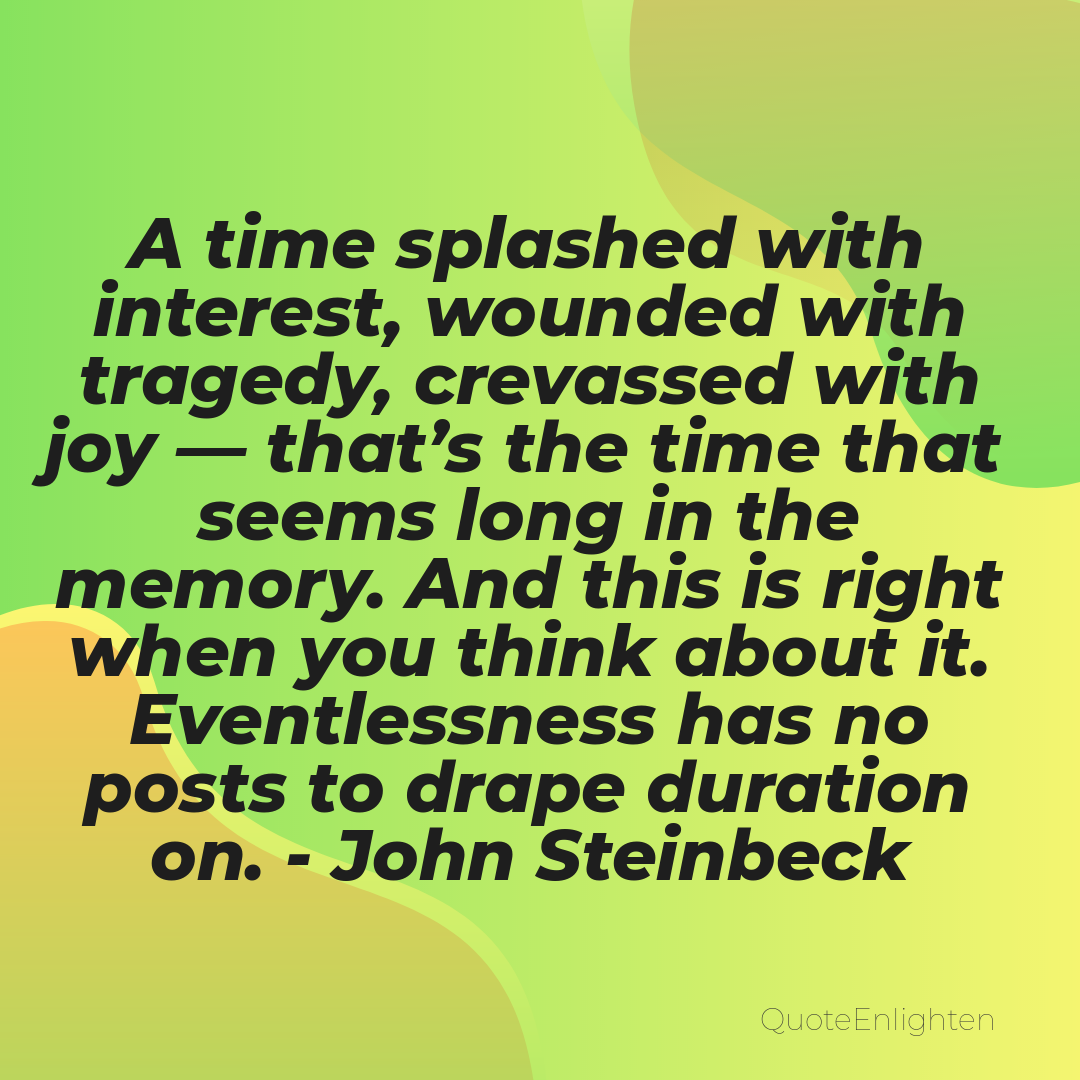 A time splashed with
interest, wounded with
tragedy, crevassed with
joy — that’s the time that
seems long in the
memory. And this is right
when you think about it.
Eventlessness has no
posts to drape duration
on. - John Steinbeck
QuoteEnlighten